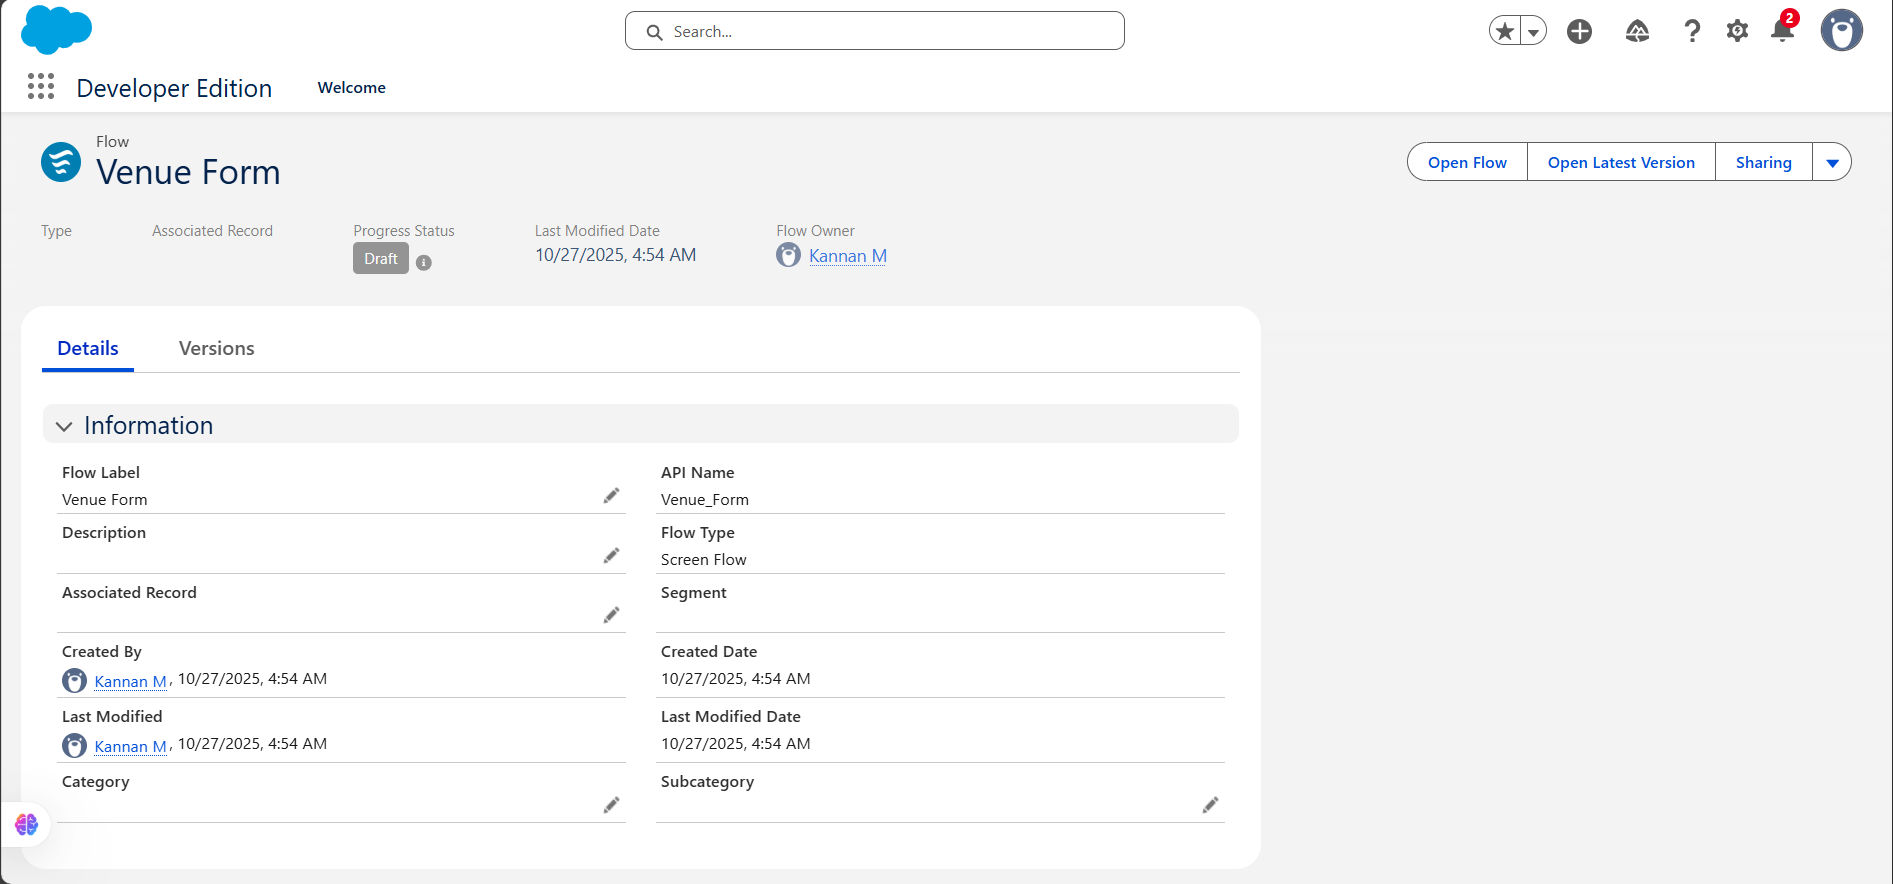 Search...
2
Developer Edition
Welcome
Flow
Venue Form
Open Flow
Open Latest Version
Sharing
Type
Associated Record
Progress Status
Last Modified Date
Flow Owner
Draft
10/27/2025, 4:54 AM
Kannan M
Details
Versions
Information
Flow Label
API Name
Venue Form
Venue_Form
Description
Flow Type
Screen Flow
Associated Record
Segment
Created By
Created Date
Kannan M, 10/27/2025, 4:54 AM
10/27/2025, 4:54 AM
Last Modified
Last Modified Date
Kannan M, 10/27/2025, 4:54 AM
10/27/2025, 4:54 AM
Category
Subcategory